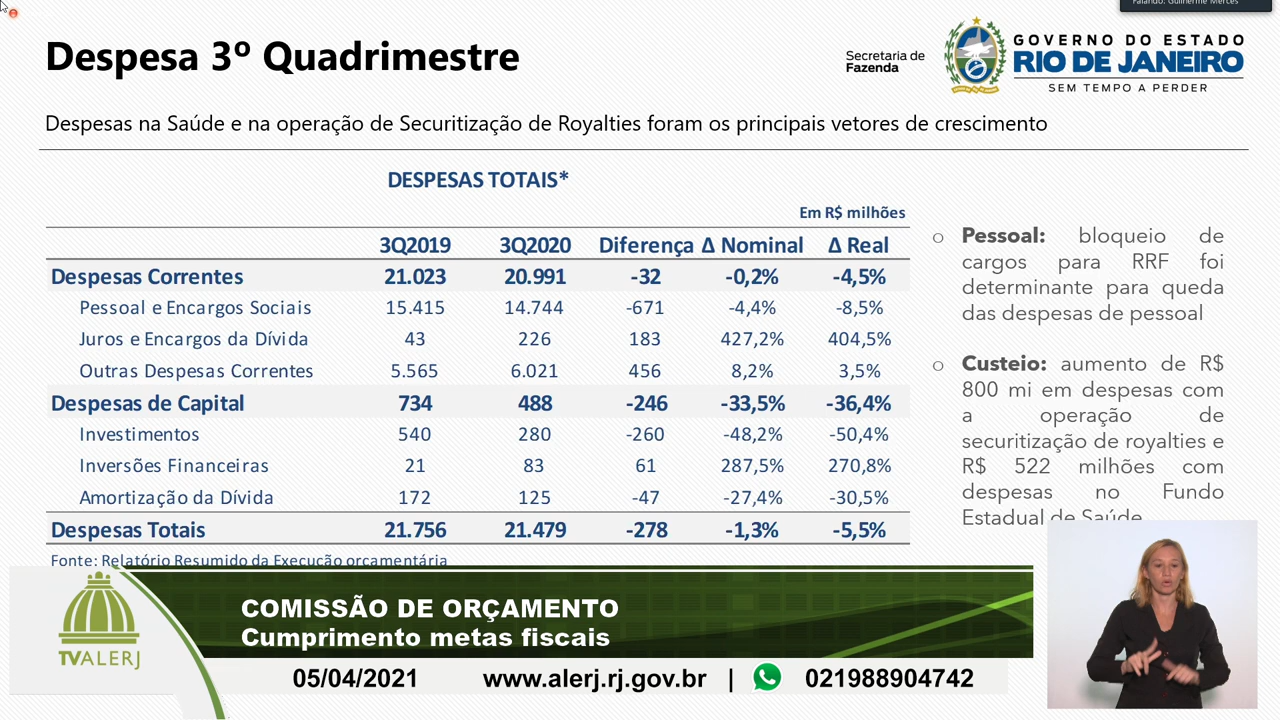 Falando: Guilherme Mercês
Despesa 3º Quadrimestre
Secretaria de
Fazenda
GOVERNO DO ESTADO
RIO DE JANEIRO
SEM TEMPO A PERDER
Despesas na Saúde e na operação de Securitização de Royalties foram os principais vetores de crescimento
DESPESAS TOTAIS*
Em R$ milhões
3Q2019 3Q2020 Diferença Δ Nominal Δ Real
Despesas Correntes 21.023 20.991 -32 -0,2% -4,5%
Pessoal e Encargos Sociais 15.415 14.744 -671 -4,4% -8,5%
Juros e Encargos da Dívida 43 226 183 427,2% 404,5%
Outras Despesas Correntes 5.565 6.021 456 8,2% 3,5%
Despesas de Capital 734 488 -246 -33,5% -36,4%
Investimentos 540 280 -260 -48,2% -50,4%
Inversões Financeiras 21 83 61 287,5% 270,8%
Amortização da Dívida 172 125 -47 -27,4% -30,5%
Despesas Totais 21.756 21.479 -278 -1,3% -5,5%
Fonte: Relatório Resumido da Execução orçamentária
o Pessoal: bloqueio de
cargos para RRF foi
determinante para queda
das despesas de pessoal
o Custeio: aumento de R$
800 mi em despesas com
a operação de
securitização de royalties e
R$ 522 milhões com
despesas no Fundo
Estadual de Saúde
TVALERJ
COMISSÃO DE ORÇAMENTO
Cumprimento metas fiscais
05/04/2021 www.alerj.rj.gov.br | 021988904742